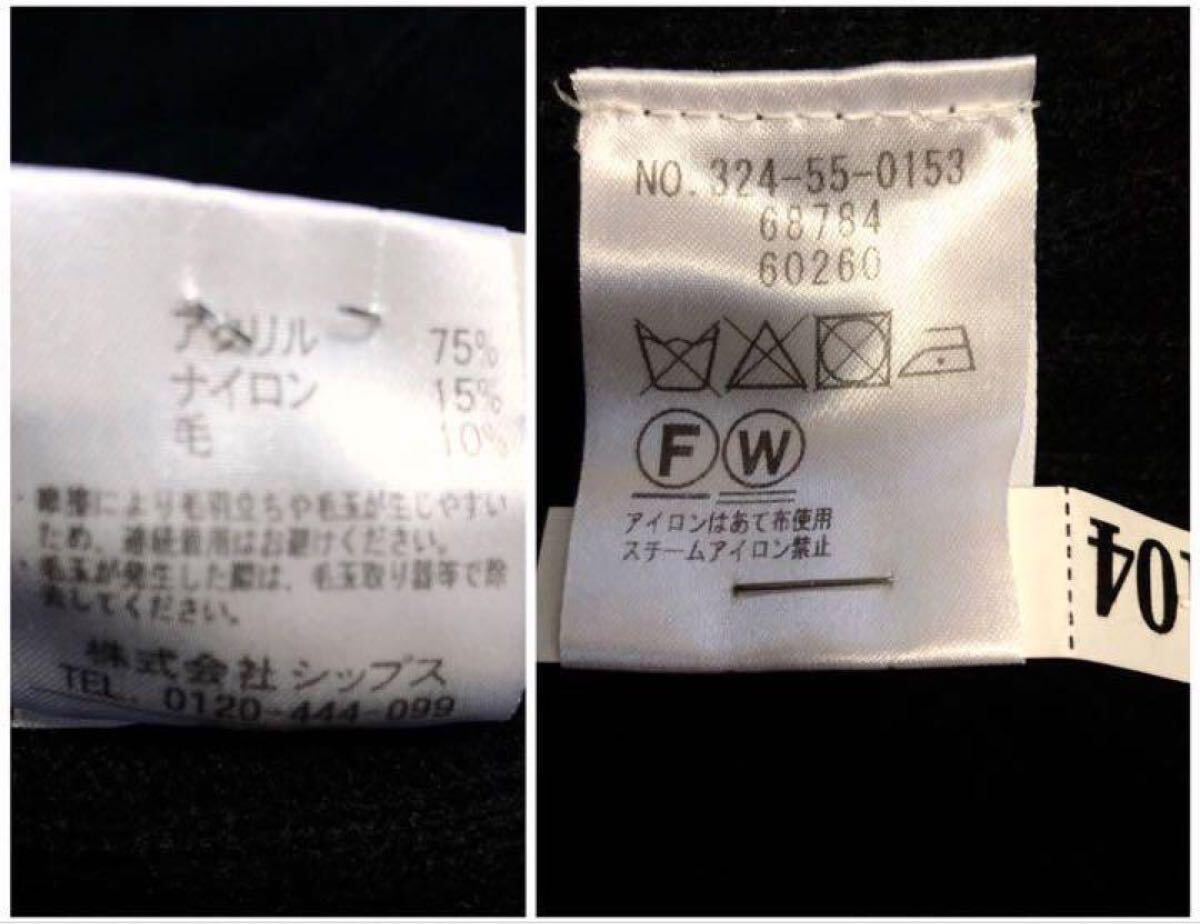 アクリル 75%
ナイロン 15%
毛 10%
・摩擦により毛羽立ちや毛玉が生じやすい
ため、連続着用はお避けください。
・毛玉が発生した際は、毛玉取り器等で除
去してください。
株式会社 シップス
TEL. 0120-444-099
NO.324-55-0153
68784
60260
F W
アイロンはあて布使用
スチームアイロン禁止
104